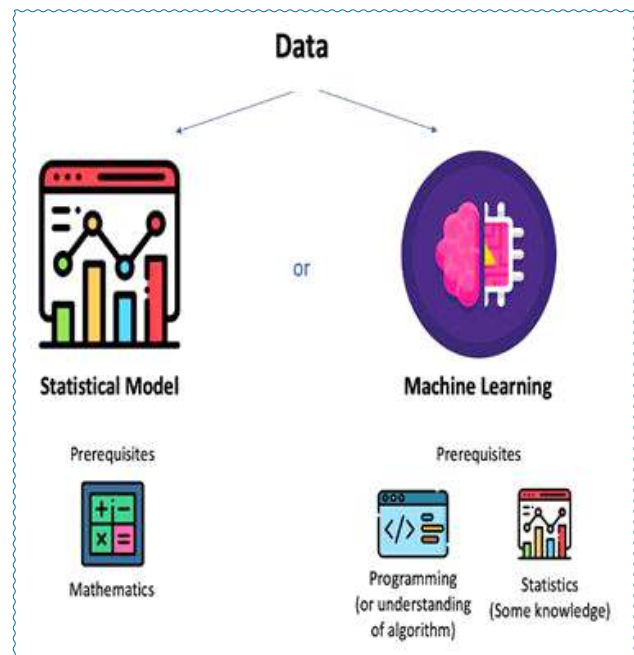 Data
or
Statistical Model
Machine Learning
Prerequisites
Prerequisites
Mathematics
Programming
(or understanding
of algorithm)
Statistics
(Some knowledge)